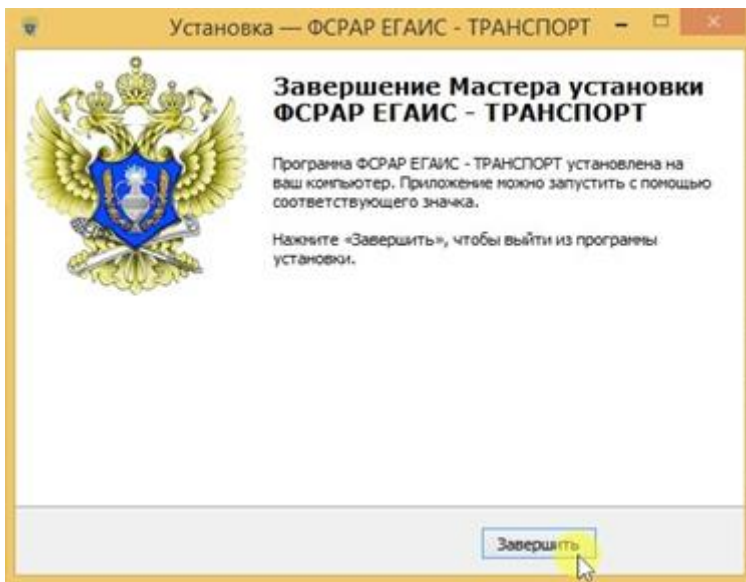 Установка — ФСРАР ЕГАИС - ТРАНСПОРТ
Завершение Мастера установки
ФСРАР ЕГАИС - ТРАНСПОРТ
Программа ФСРАР ЕГАИС - ТРАНСПОРТ установлена на
ваш компьютер. Приложение можно запустить с помощью
соответствующего значка.
Нажмите «Завершить», чтобы выйти из программы
установки.
Завершить